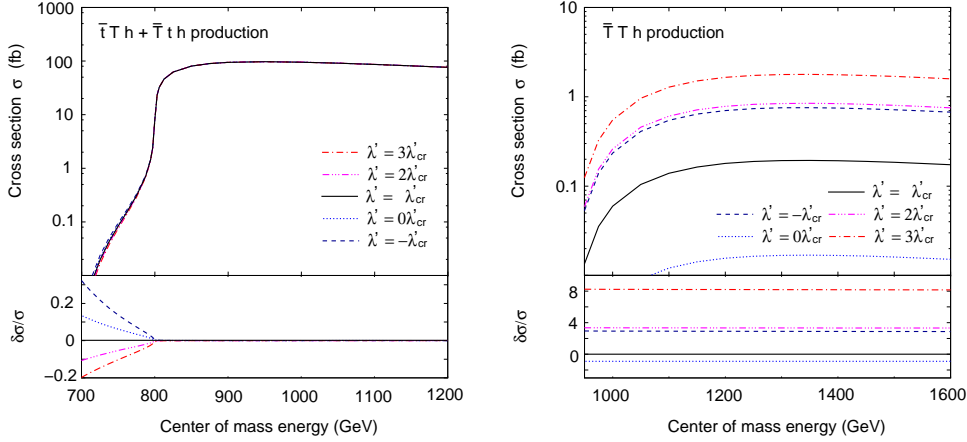 t̅ T h + T̅ t h production
Cross section σ (fb)
1000
100
10
1
0.1
λ' = 3λ'cr
λ' = 2λ'cr
λ' = λ'cr
λ' = 0λ'cr
λ' = −λ'cr
δσ/σ
0.2
0
−0.2
700 800 900 1000 1100 1200
Center of mass energy (GeV)
T̅ T h production
Cross section σ (fb)
10
1
0.1
λ' = λ'cr
λ' = −λ'cr
λ' = 2λ'cr
λ' = 0λ'cr
λ' = 3λ'cr
δσ/σ
8
4
0
1000 1200 1400 1600
Center of mass energy (GeV)